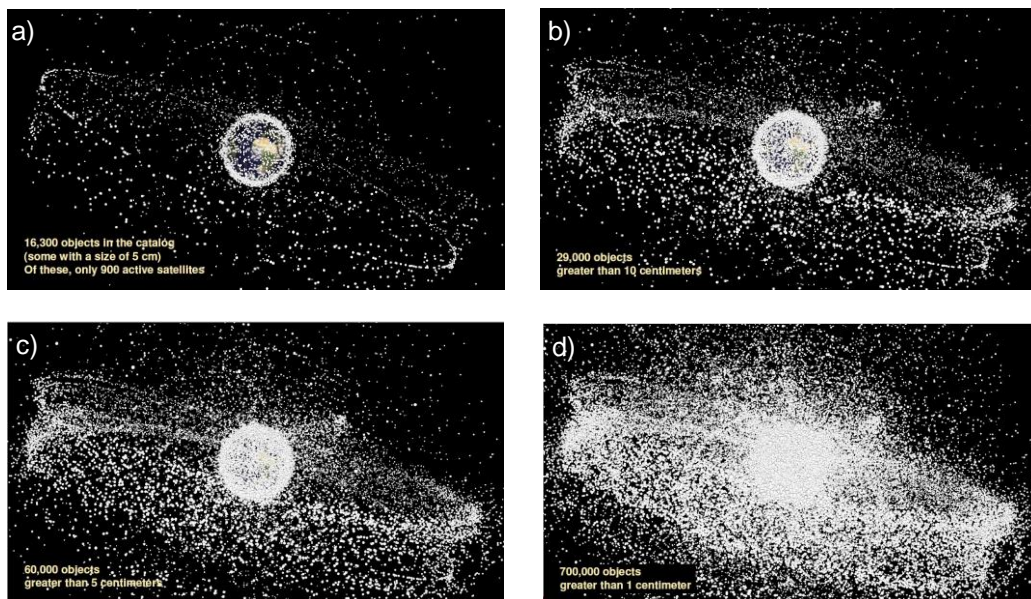 a)
16,300 objects in the catalog
(some with a size of 5 cm)
Of these, only 900 active satellites
b)
29,000 objects
greater than 10 centimeters
c)
60,000 objects
greater than 5 centimeters
d)
700,000 objects
greater than 1 centimeter